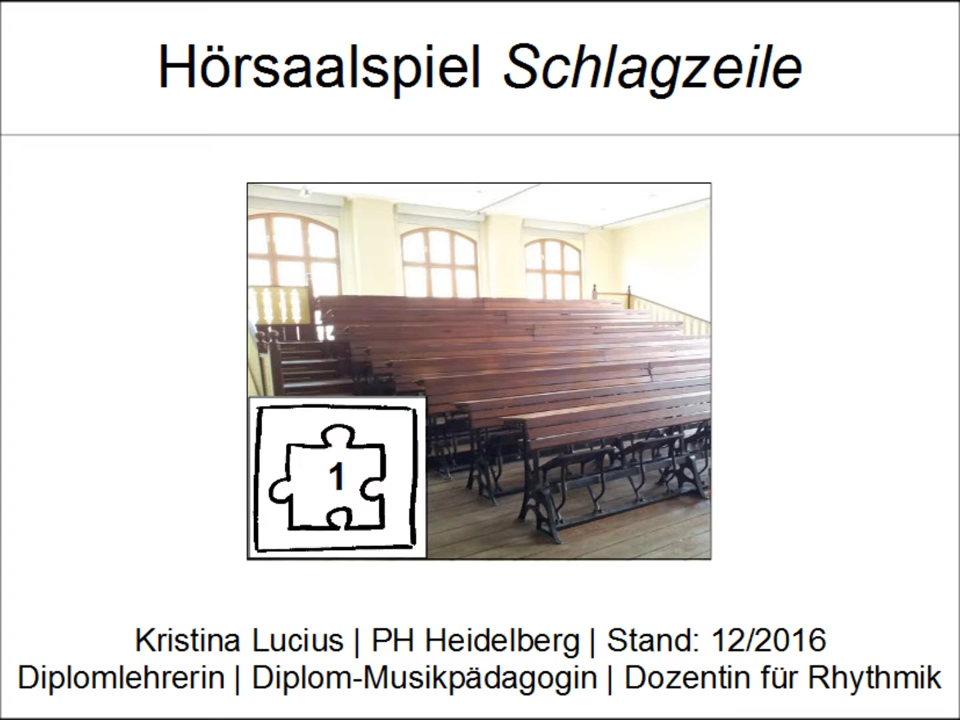 Hörsaalspiel Schlagzeile
1
Kristina Lucius | PH Heidelberg | Stand: 12/2016
Diplomlehrerin | Diplom-Musikpädagogin | Dozentin für Rhythmik